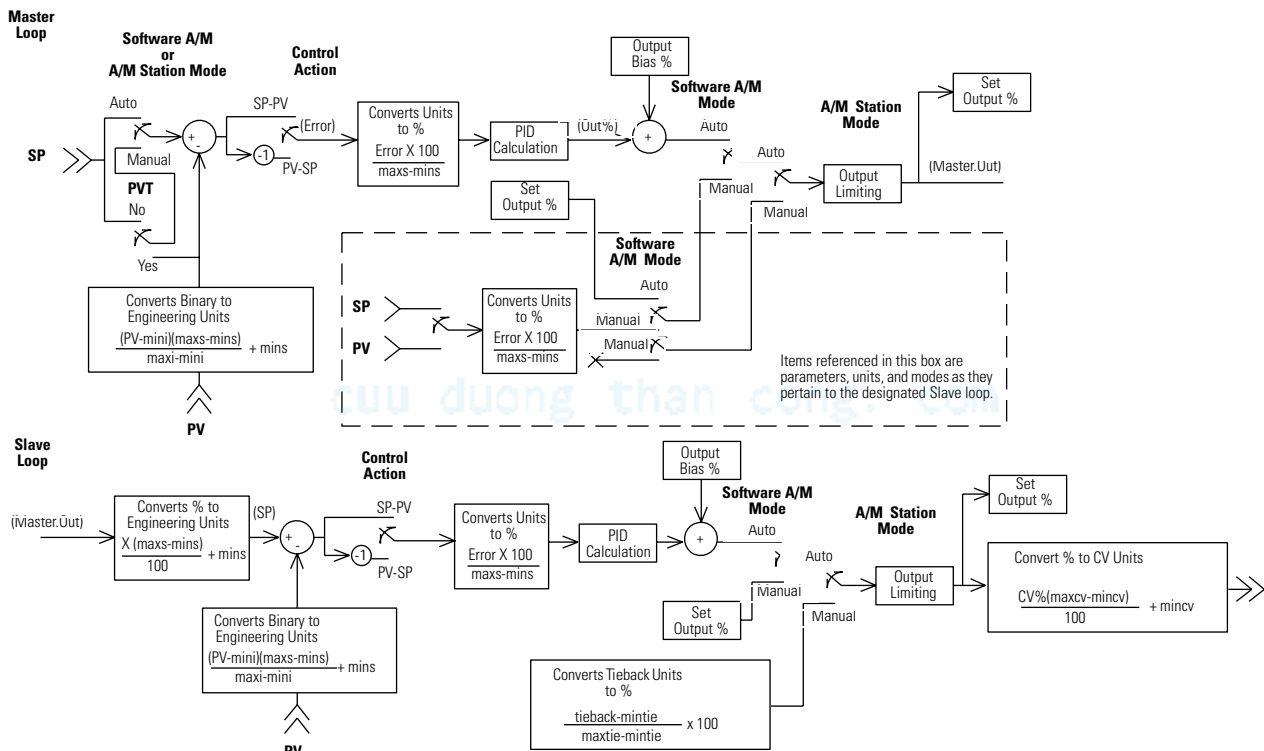 Master
Loop
Software A/M
or
A/M Station Mode
Control
Action
Output
Bias %
Software A/M
Mode
A/M Station
Mode
Set
Output %
Auto
SP-PV
(Error)
Converts Units
to %
Error X 100
maxs-mins
PID
Calculation
(Out%)
+
Auto
Auto
SP
+
-
-1
PV-SP
Manual
PVT
No
Yes
Set
Output %
Manual
Manual
Output
Limiting
(Master.Out)
Software
A/M Mode
Auto
SP
PV
Converts Units
to %
Error X 100
maxs-mins
Manual
Manual
Converts Binary to
Engineering Units
(PV-mini)(maxs-mins)
maxi-mini
+ mins
PV
Items referenced in this box are
parameters, units, and modes as they
pertain to the designated Slave loop.
cuu duong than cong. com
Slave
Loop
Control
Action
Output
Bias %
Software A/M
Mode
A/M Station
Mode
Set
Output %
(Master.Out)
Converts % to
Engineering Units
X (maxs-mins)
100
+ mins
(SP)
+
-
SP-PV
-1
PV-SP
Converts Units
to %
Error X 100
maxs-mins
PID
Calculation
+
Auto
Auto
Manual
Manual
Set
Output %
Output
Limiting
Convert % to CV Units
CV%(maxcv-mincv)
100
+ mincv
Converts Binary to
Engineering Units
(PV-mini)(maxs-mins)
maxi-mini
+ mins
PV
Converts Tieback Units
to %
tieback-mintie
maxtie-mintie
x 100